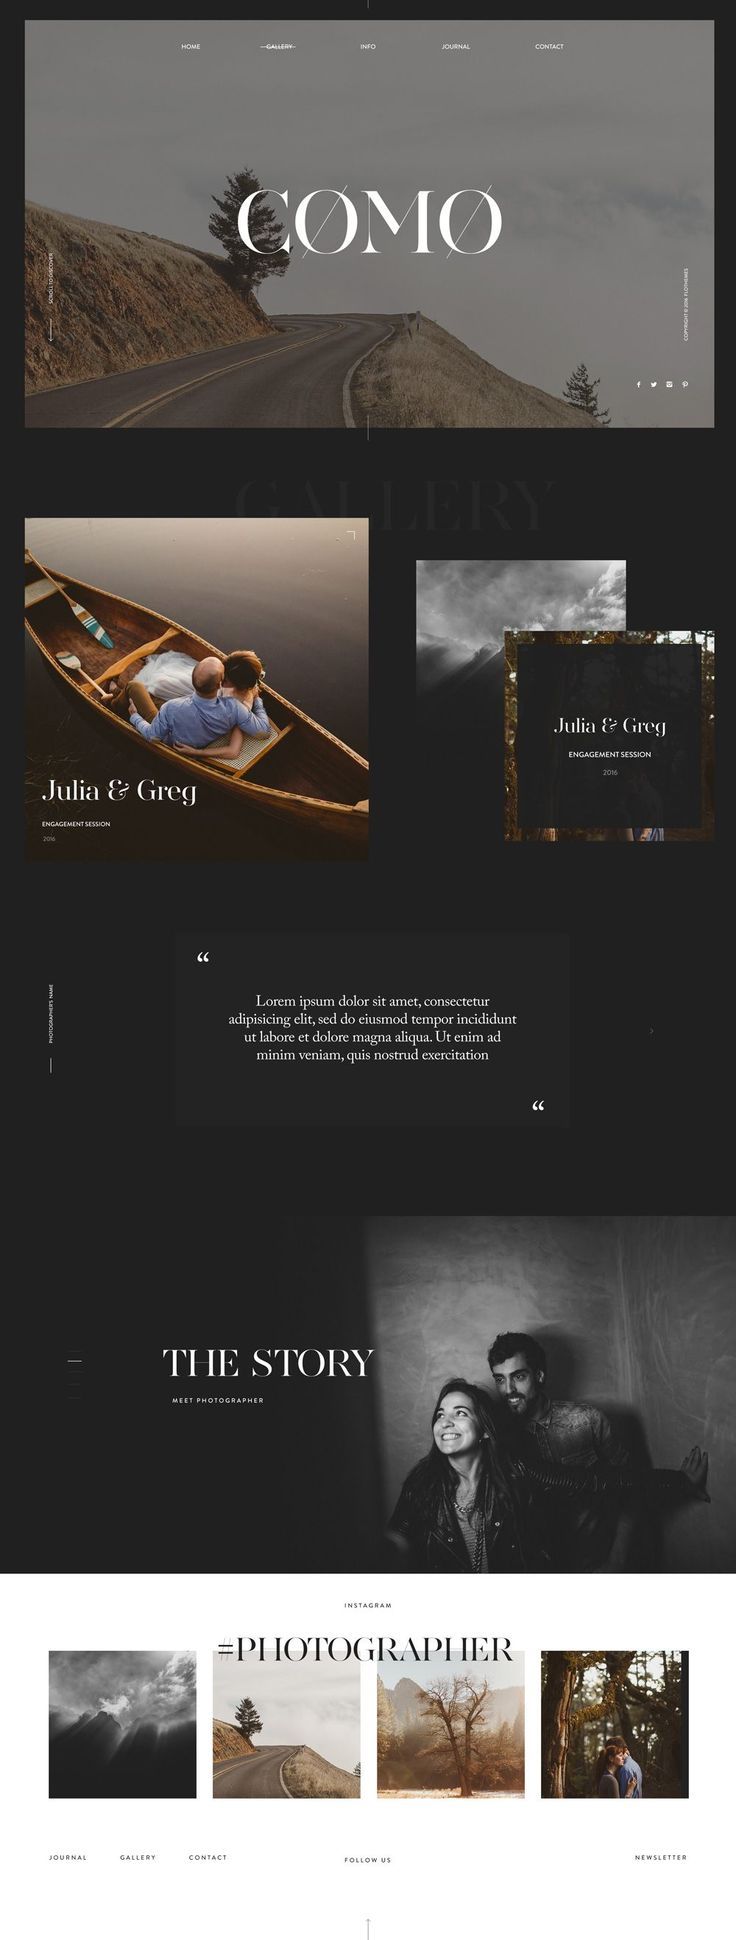 HOME
GALLERY
INFO
JOURNAL
CONTACT
CØMØ
SCROLL TO DISCOVER
COPYRIGHT © 2016 FLOTHEMES
GALLERY
Julia & Greg
ENGAGEMENT SESSION
2016
Julia & Greg
ENGAGEMENT SESSION
2016
PHOTOGRAPHER'S NAME
“
Lorem ipsum dolor sit amet, consectetur
adipisicing elit, sed do eiusmod tempor incididunt
ut labore et dolore magna aliqua. Ut enim ad
minim veniam, quis nostrud exercitation
“
THE STORY
MEET PHOTOGRAPHER
INSTAGRAM
#PHOTOGRAPHER
JOURNAL
GALLERY
CONTACT
FOLLOW US
NEWSLETTER